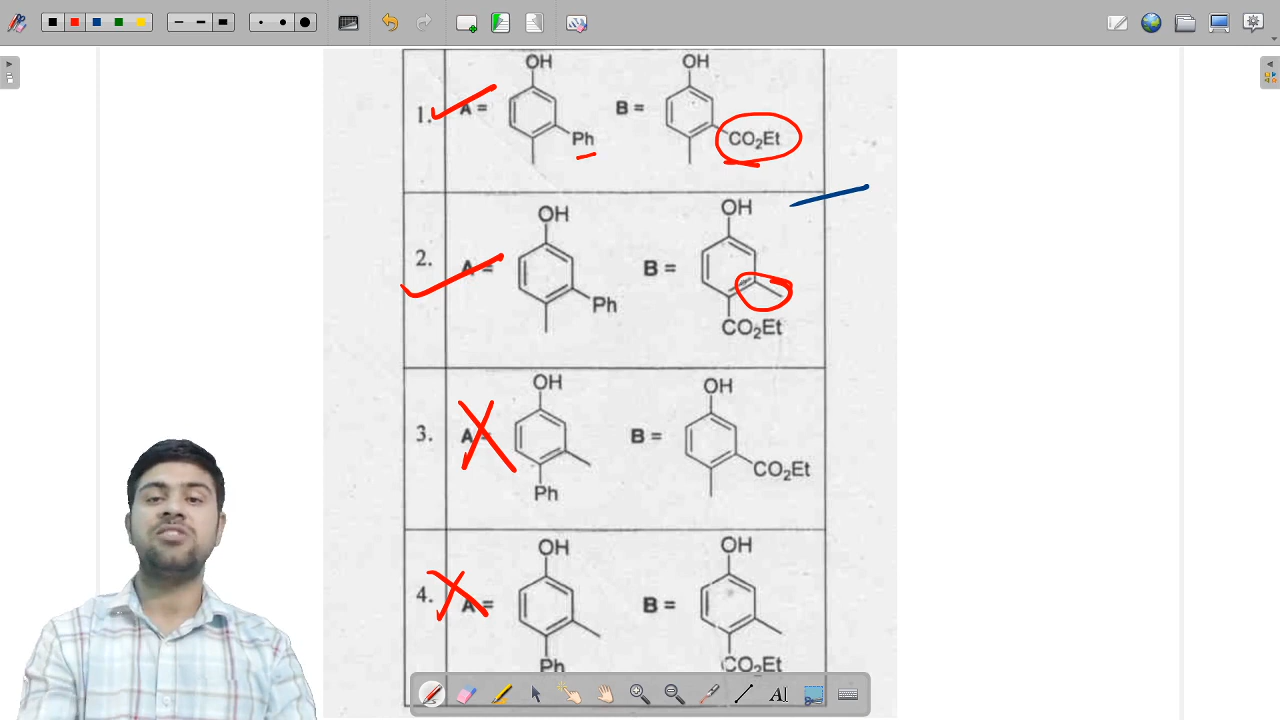 OH OH
1. A = B =
Ph CO₂Et
OH OH
2. A = B =
Ph
CO₂Et
OH OH
3. A = B =
CO₂Et
Ph
OH OH
4. A = B =
Ph CO₂Et
AI